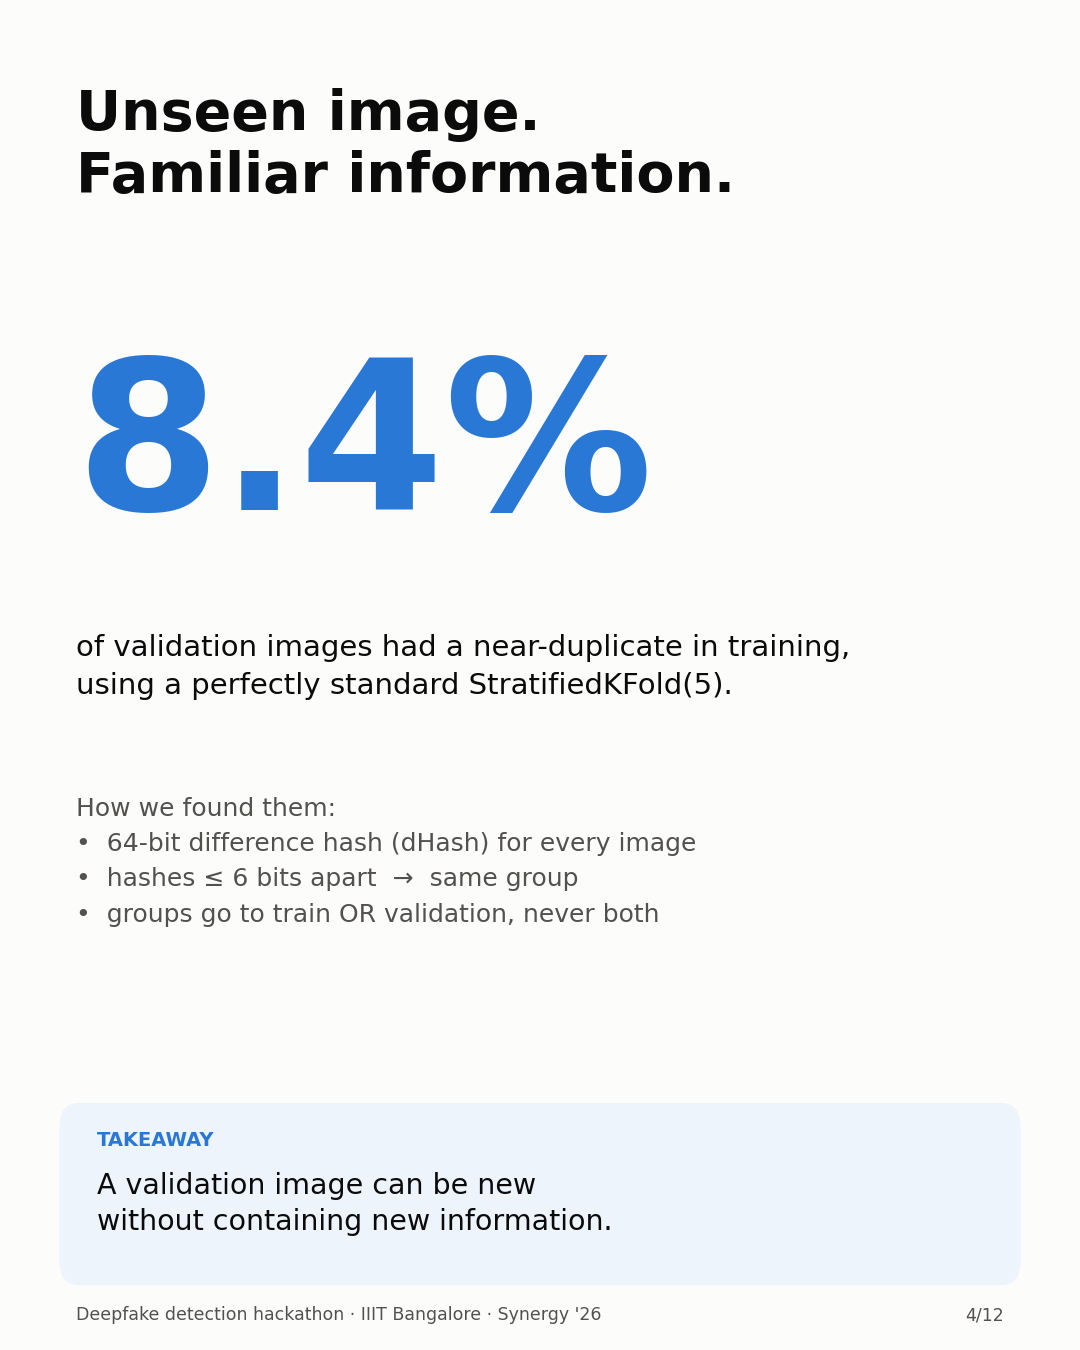 Unseen image.
Familiar information.
8.4%
of validation images had a near-duplicate in training,
using a perfectly standard StratifiedKFold(5).
How we found them:
• 64-bit difference hash (dHash) for every image
• hashes ≤ 6 bits apart → same group
• groups go to train OR validation, never both
TAKEAWAY
A validation image can be new
without containing new information.
Deepfake detection hackathon · IIIT Bangalore · Synergy '26
4/12